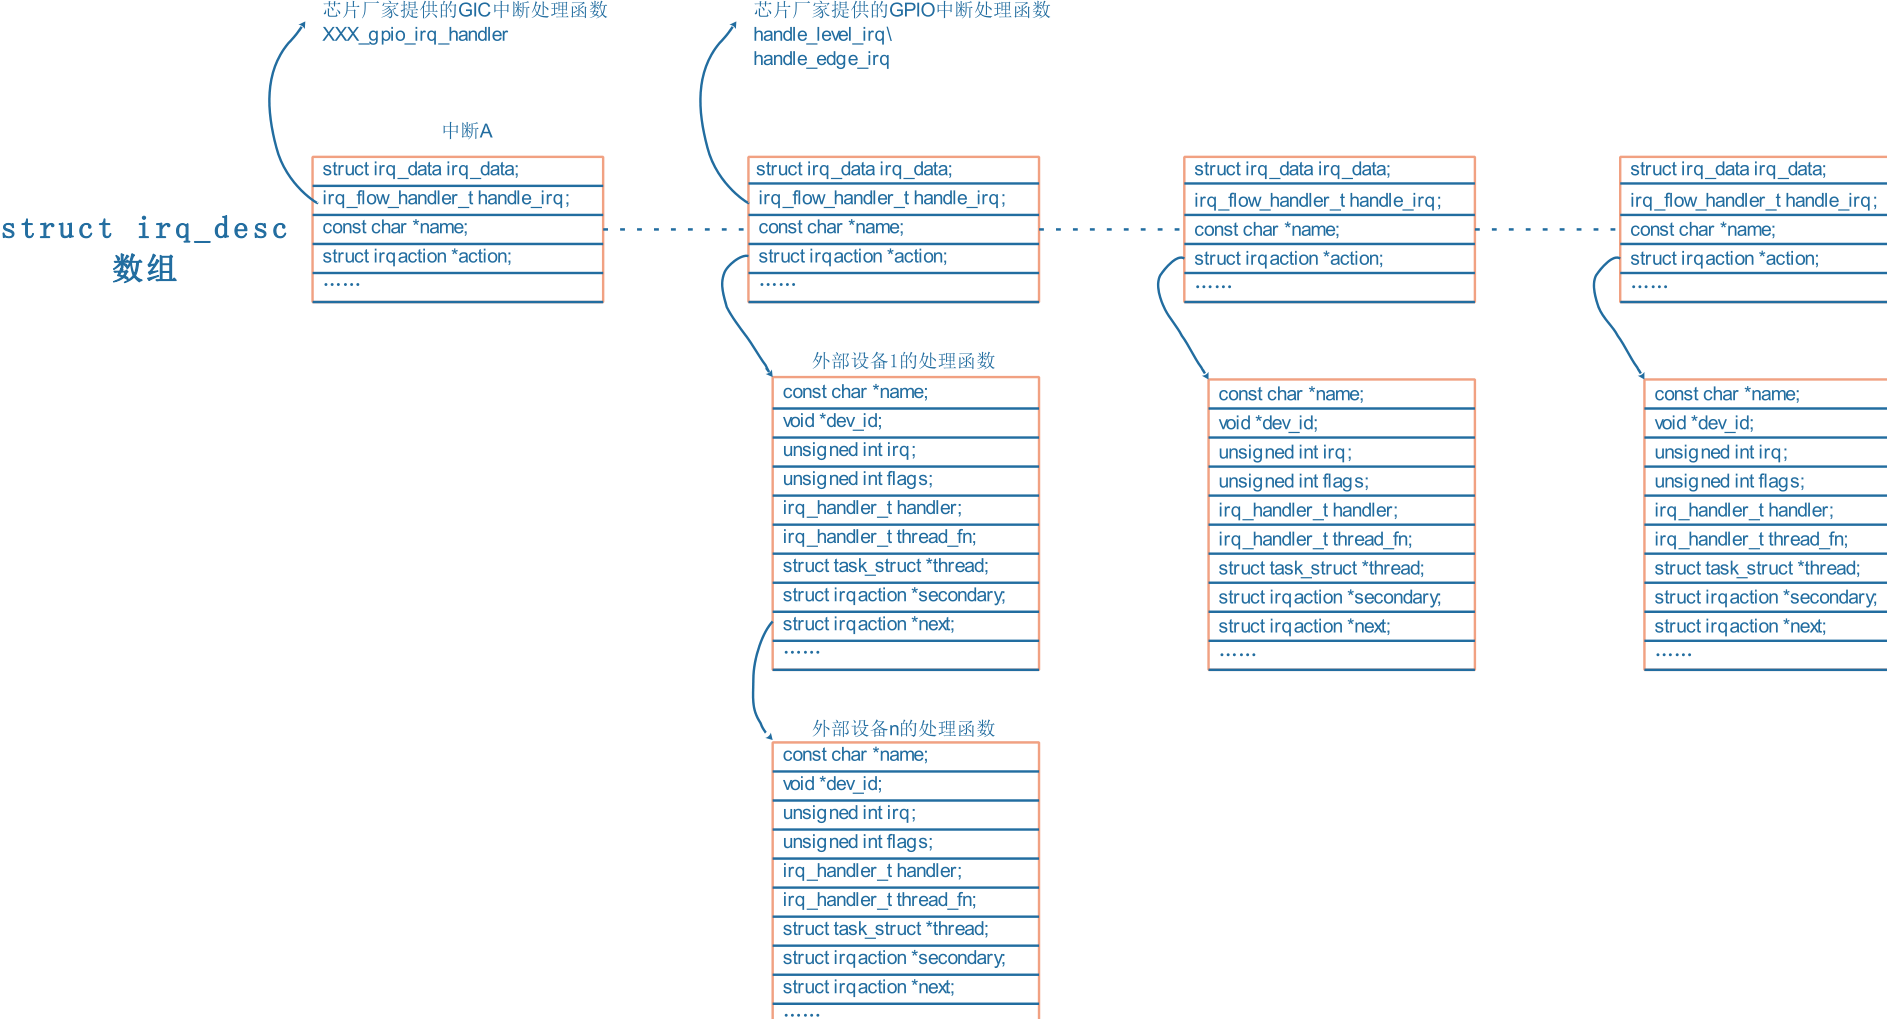 芯片厂家提供的GIC中断处理函数
XXX_gpio_irq_handler
芯片厂家提供的GPIO中断处理函数
handle_level_irq\
handle_edge_irq
中断A
struct irq_desc
数组
struct irq_data irq_data;
irq_flow_handler_t handle_irq;
const char *name;
struct irqaction *action;
……
struct irq_data irq_data;
irq_flow_handler_t handle_irq;
const char *name;
struct irqaction *action;
……
struct irq_data irq_data;
irq_flow_handler_t handle_irq;
const char *name;
struct irqaction *action;
……
struct irq_data irq_data;
irq_flow_handler_t handle_irq;
const char *name;
struct irqaction *action;
……
外部设备1的处理函数
const char *name;
void *dev_id;
unsigned int irq;
unsigned int flags;
irq_handler_t handler;
irq_handler_t thread_fn;
struct task_struct *thread;
struct irqaction *secondary;
struct irqaction *next;
……
const char *name;
void *dev_id;
unsigned int irq;
unsigned int flags;
irq_handler_t handler;
irq_handler_t thread_fn;
struct task_struct *thread;
struct irqaction *secondary;
struct irqaction *next;
……
const char *name;
void *dev_id;
unsigned int irq;
unsigned int flags;
irq_handler_t handler;
irq_handler_t thread_fn;
struct task_struct *thread;
struct irqaction *secondary;
struct irqaction *next;
……
外部设备n的处理函数
const char *name;
void *dev_id;
unsigned int irq;
unsigned int flags;
irq_handler_t handler;
irq_handler_t thread_fn;
struct task_struct *thread;
struct irqaction *secondary;
struct irqaction *next;
……